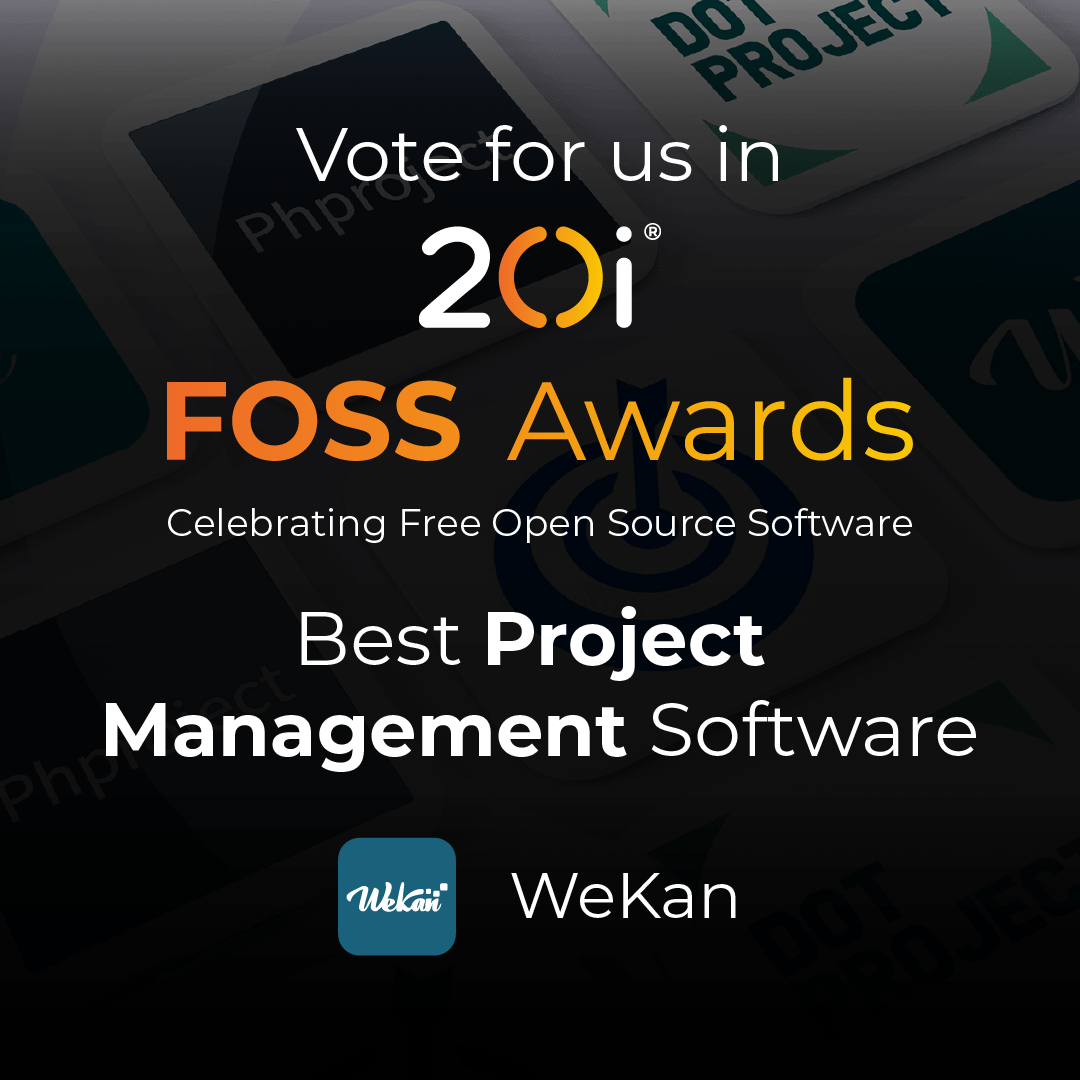 DOT
PROJECT
Phproject
Vote for us in
20i®
FOSS Awards
Celebrating Free Open Source Software
Best Project
Management Software
Phproject
WeKan
WeKan
DOT
PROJECT